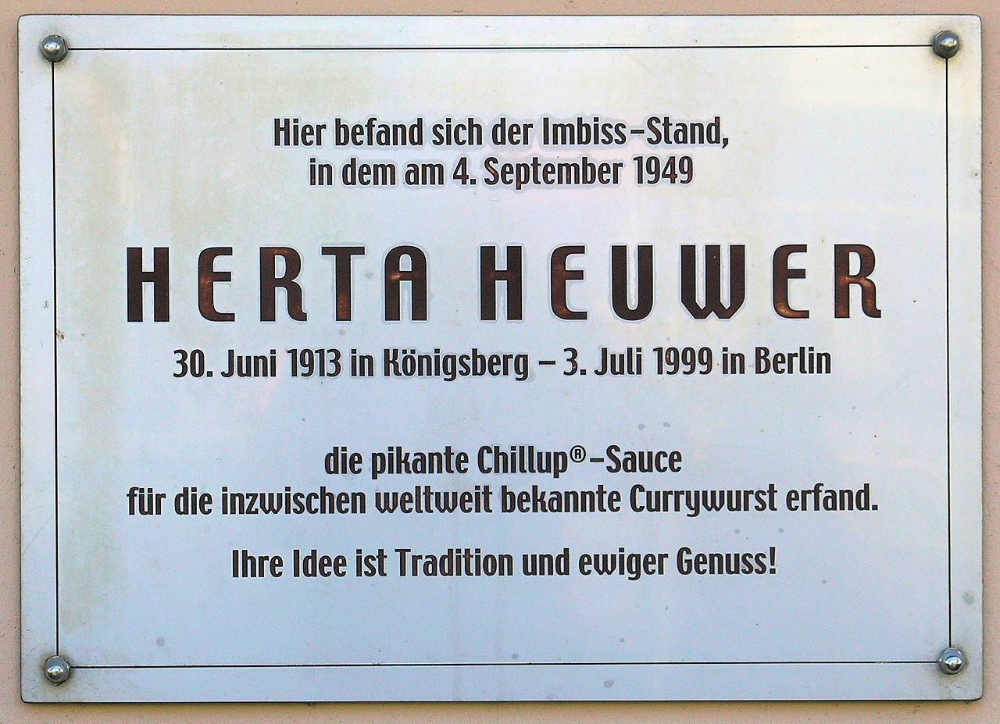 Hier befand sich der Imbiss-Stand,
in dem am 4. September 1949
HERTA HEUWER
30. Juni 1913 in Königsberg – 3. Juli 1999 in Berlin
die pikante Chillup®-Sauce
für die inzwischen weltweit bekannte Currywurst erfand.
Ihre Idee ist Tradition und ewiger Genuss!